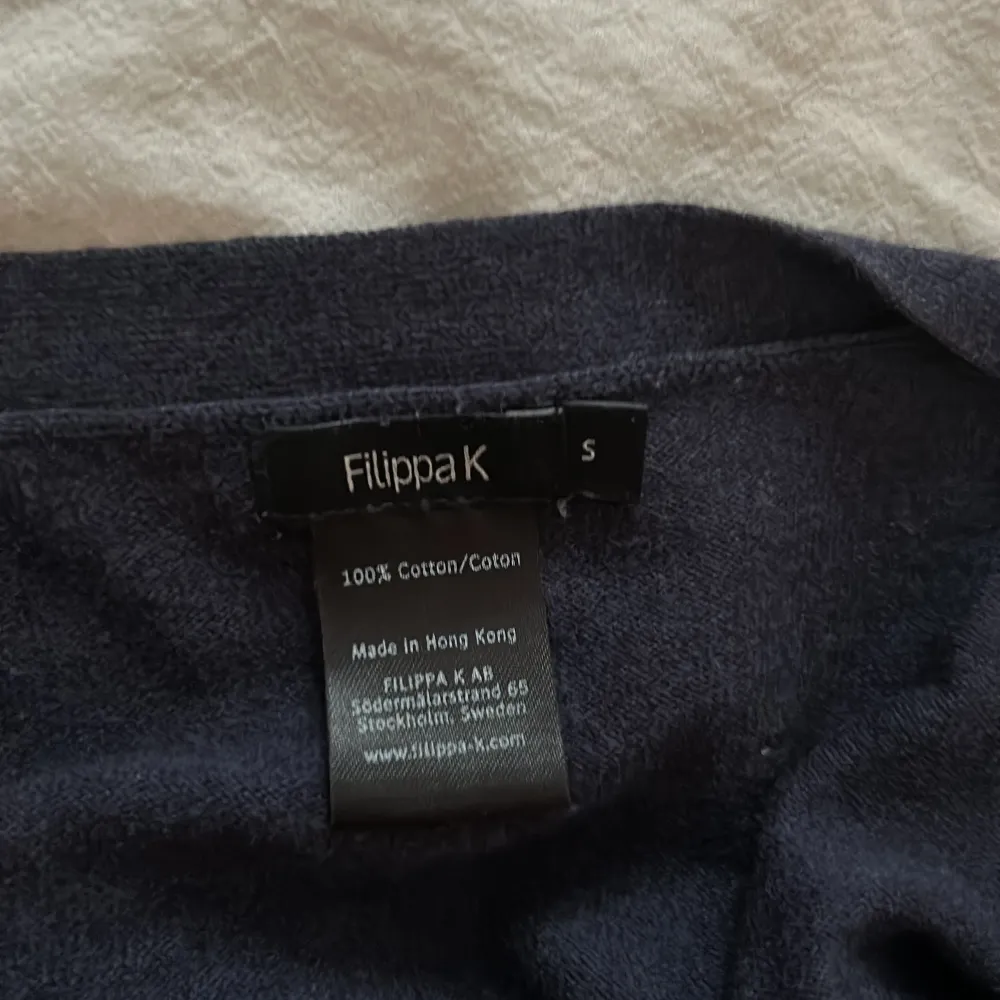 Filippa K
S
100% Cotton/Coton
Made in Hong Kong
FILIPPA K AB
Södermälarstrand 65
Stockholm, Sweden
www.filippa-k.com